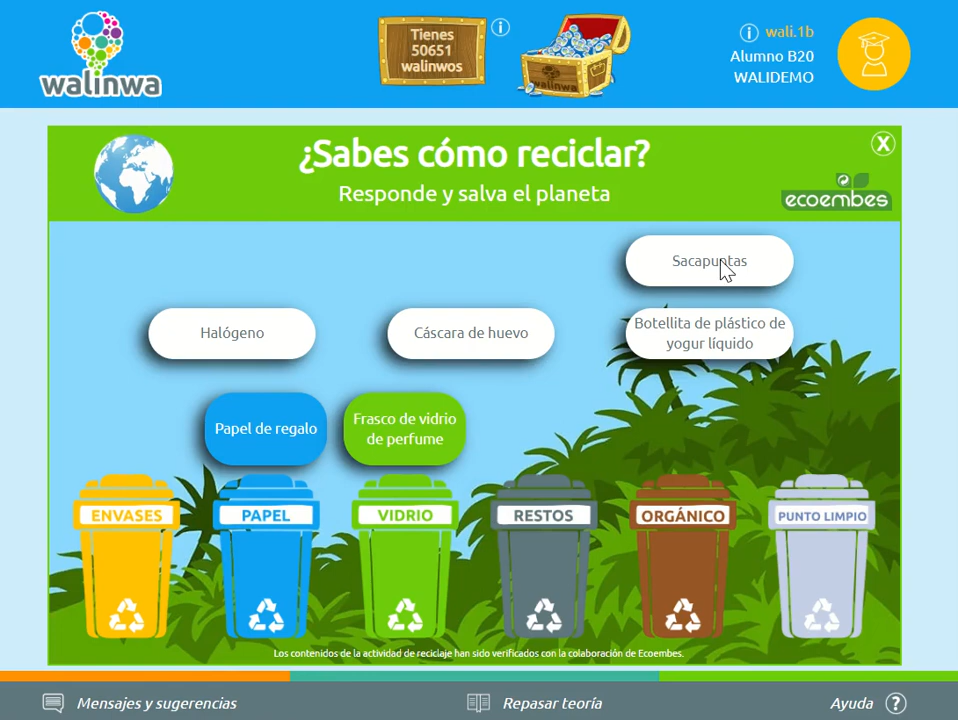 walinwa
Tienes
50651
walinwos
i
walinwa
i wali.1b
Alumno B20
WALIDEMO
¿Sabes cómo reciclar?
Responde y salva el planeta
X
ecoembes
Sacapuntas
Halógeno
Cáscara de huevo
Botellita de plástico de
yogur líquido
Papel de regalo
Frasco de vidrio
de perfume
ENVASES
PAPEL
VIDRIO
RESTOS
ORGÁNICO
PUNTO LIMPIO
Los contenidos de la actividad de reciclaje han sido verificados con la colaboración de Ecoembes.
Mensajes y sugerencias
Repasar teoría
Ayuda ?